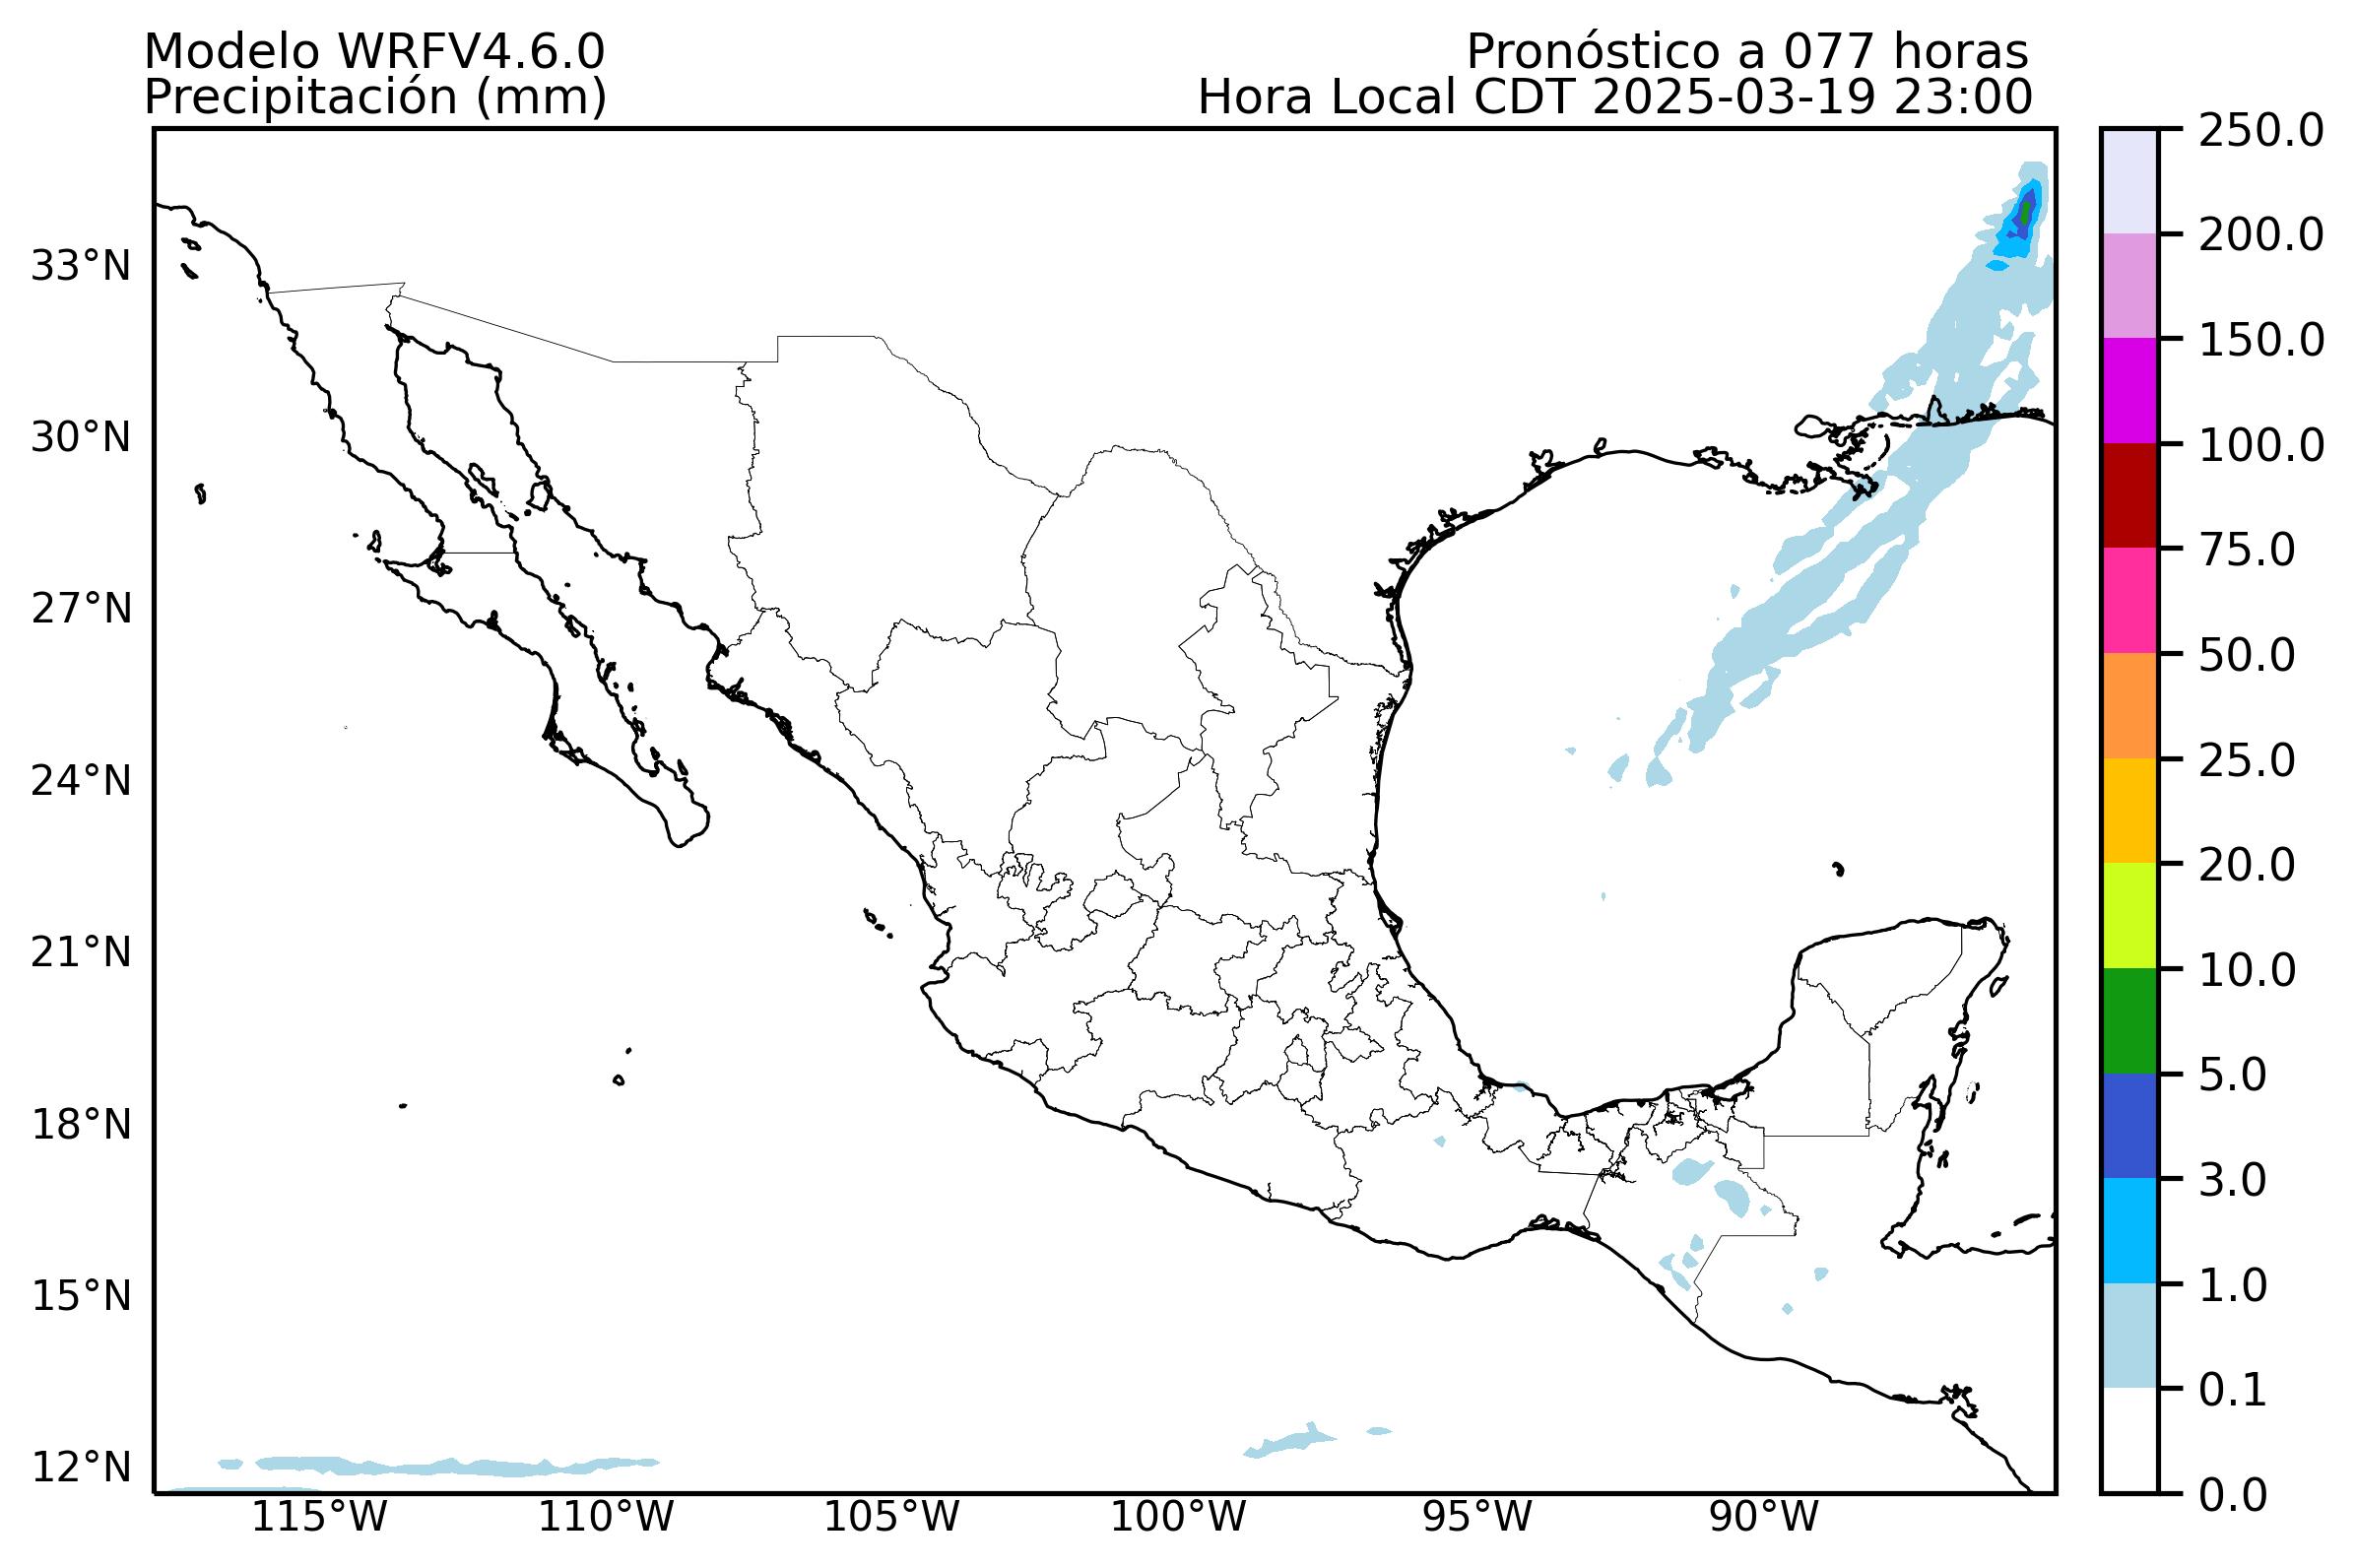 Modelo WRFV4.6.0
Pronóstico a 077 horas
Precipitación (mm)
Hora Local CDT 2025-03-19 23:00
250.0
200.0
150.0
100.0
75.0
50.0
25.0
20.0
10.0
5.0
3.0
1.0
0.1
0.0
33°N
30°N
27°N
24°N
21°N
18°N
15°N
12°N
115°W
110°W
105°W
100°W
95°W
90°W